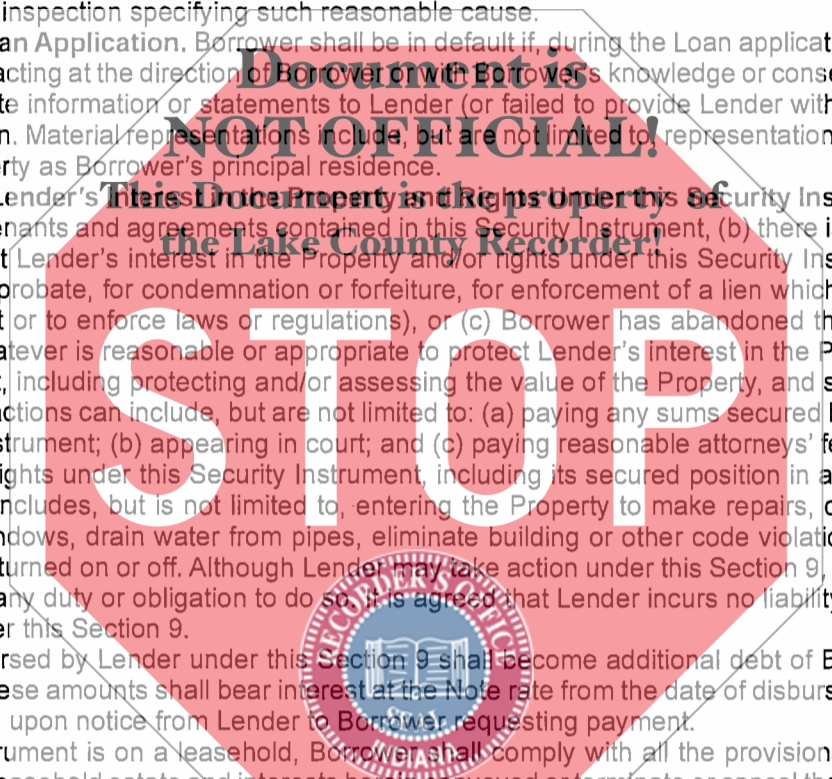 inspection specifying such reasonable cause.
an Application. Borrower shall be in default if, during the Loan applicat
acting at the direction of Borrower or with Borrower's knowledge or conse
te information or statements to Lender (or failed to provide Lender with
n. Material representations include, but are not limited to, representation
rty as Borrower's principal residence.
Lender's Interest in the Property and Rights Under this Security Ins
nants and agreements contained in this Security Instrument, (b) there i
t Lender's interest in the Property and/or rights under this Security Ins
probate, for condemnation or forfeiture, for enforcement of a lien which
t or to enforce laws or regulations), or (c) Borrower has abandoned th
atever is reasonable or appropriate to protect Lender's interest in the P
, including protecting and/or assessing the value of the Property, and s
actions can include, but are not limited to: (a) paying any sums secured
strument; (b) appearing in court; and (c) paying reasonable attorneys' fe
ights under this Security Instrument, including its secured position in a
ncludes, but is not limited to, entering the Property to make repairs, c
ndows, drain water from pipes, eliminate building or other code violatio
turned on or off. Although Lender may take action under this Section 9,
any duty or obligation to do so. It is agreed that Lender incurs no liability
er this Section 9.
rsed by Lender under this Section 9 shall become additional debt of B
ese amounts shall bear interest at the Note rate from the date of disburs
upon notice from Lender to Borrower requesting payment.
rument is on a leasehold, Borrower shall comply with all the provision
Document is
NOT OFFICIAL!
This Document is the property of
the Lake County Recorder!
STOP
RECORDER'S OFFICE
SEAL
INDIANA